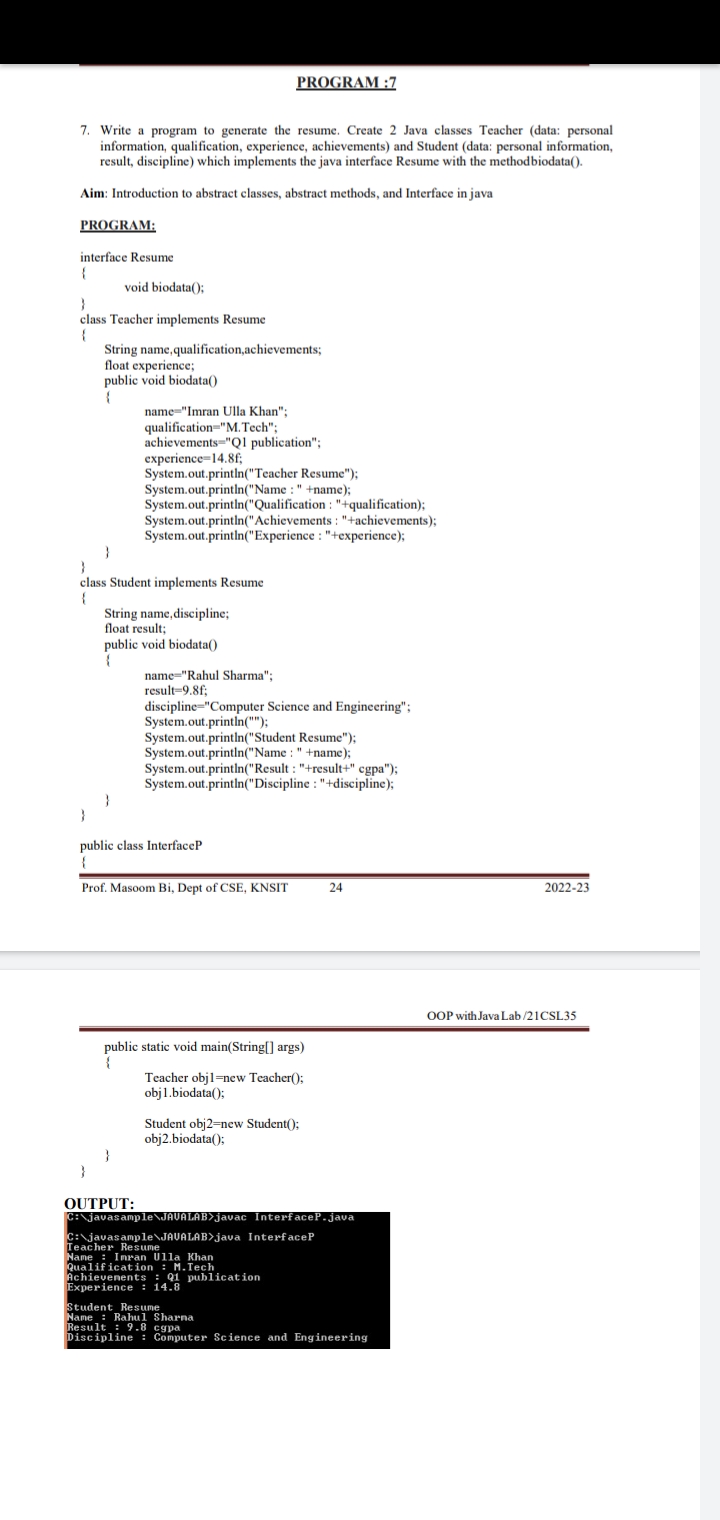 PROGRAM :7
7. Write a program to generate the resume. Create 2 Java classes Teacher (data: personal
information, qualification, experience, achievements) and Student (data: personal information,
result, discipline) which implements the java interface Resume with the methodbiodata().
Aim: Introduction to abstract classes, abstract methods, and Interface in java
PROGRAM:
interface Resume
{
void biodata();
}
class Teacher implements Resume
{
String name,qualification,achievements;
float experience;
public void biodata()
{
name="Imran Ulla Khan";
qualification="M.Tech";
achievements="Q1 publication";
experience=14.8f;
System.out.println("Teacher Resume");
System.out.println("Name : " +name);
System.out.println("Qualification : "+qualification);
System.out.println("Achievements : "+achievements);
System.out.println("Experience : "+experience);
}
}
class Student implements Resume
{
String name,discipline;
float result;
public void biodata()
{
name="Rahul Sharma";
result=9.8f;
discipline="Computer Science and Engineering";
System.out.println("");
System.out.println("Student Resume");
System.out.println("Name : " +name);
System.out.println("Result : "+result+" cgpa");
System.out.println("Discipline : "+discipline);
}
}
public class InterfaceP
{
Prof. Masoom Bi, Dept of CSE, KNSIT 24 2022-23
OOP with Java Lab /21CSL35
public static void main(String[] args)
{
Teacher obj1=new Teacher();
obj1.biodata();
Student obj2=new Student();
obj2.biodata();
}
}
OUTPUT:
C:\javasample\JAVALAB>javac InterfaceP.java
C:\javasample\JAVALAB>java InterfaceP
Teacher Resume
Name : Imran Ulla Khan
Qualification : M.Tech
Achievements : Q1 publication
Experience : 14.8
Student Resume
Name : Rahul Sharma
Result : 9.8 cgpa
Discipline : Computer Science and Engineering